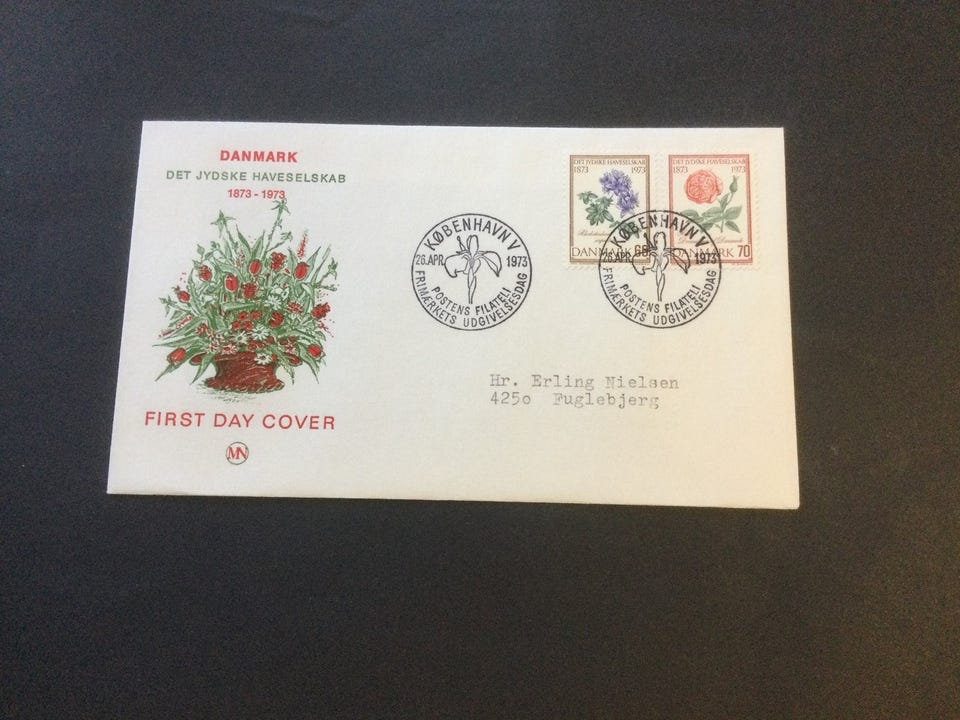 DANMARK
DET JYDSKE HAVESELSKAB
1873 - 1973
FIRST DAY COVER
MN
KØBENHAVN V
26.APR. 1973
POSTENS FILATELI
FRIMÆRKETS UDGIVELSESDAG
DET JYDSKE HAVESELSKAB
1873 1973
DANMARK 60
DET JYDSKE HAVESELSKAB
1873 1973
DANMARK 70
KØBENHAVN V
26.APR. 1973
POSTENS FILATELI
FRIMÆRKETS UDGIVELSESDAG
Hr. Erling Nielsen
425o Fuglebjerg